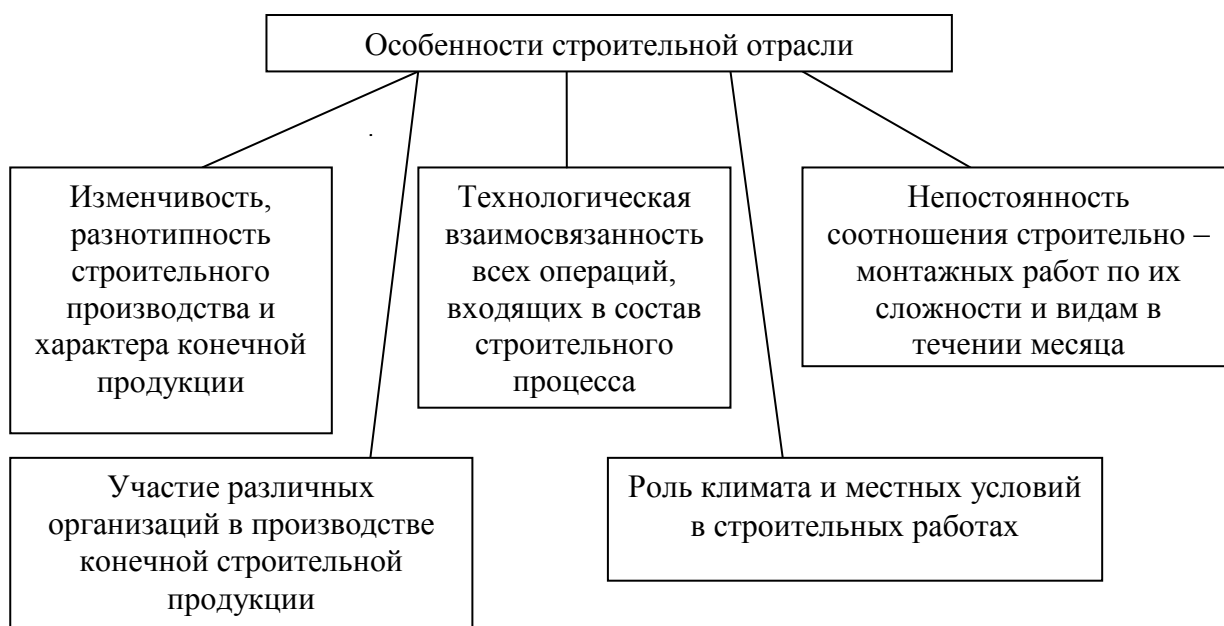 Особенности строительной отрасли
Изменчивость,
разнотипность
строительного
производства и
характера конечной
продукции
Технологическая
взаимосвязанность
всех операций,
входящих в состав
строительного
процесса
Непостоянность
соотношения строительно –
монтажных работ по их
сложности и видам в
течении месяца
Участие различных
организаций в производстве
конечной строительной
продукции
Роль климата и местных условий
в строительных работах